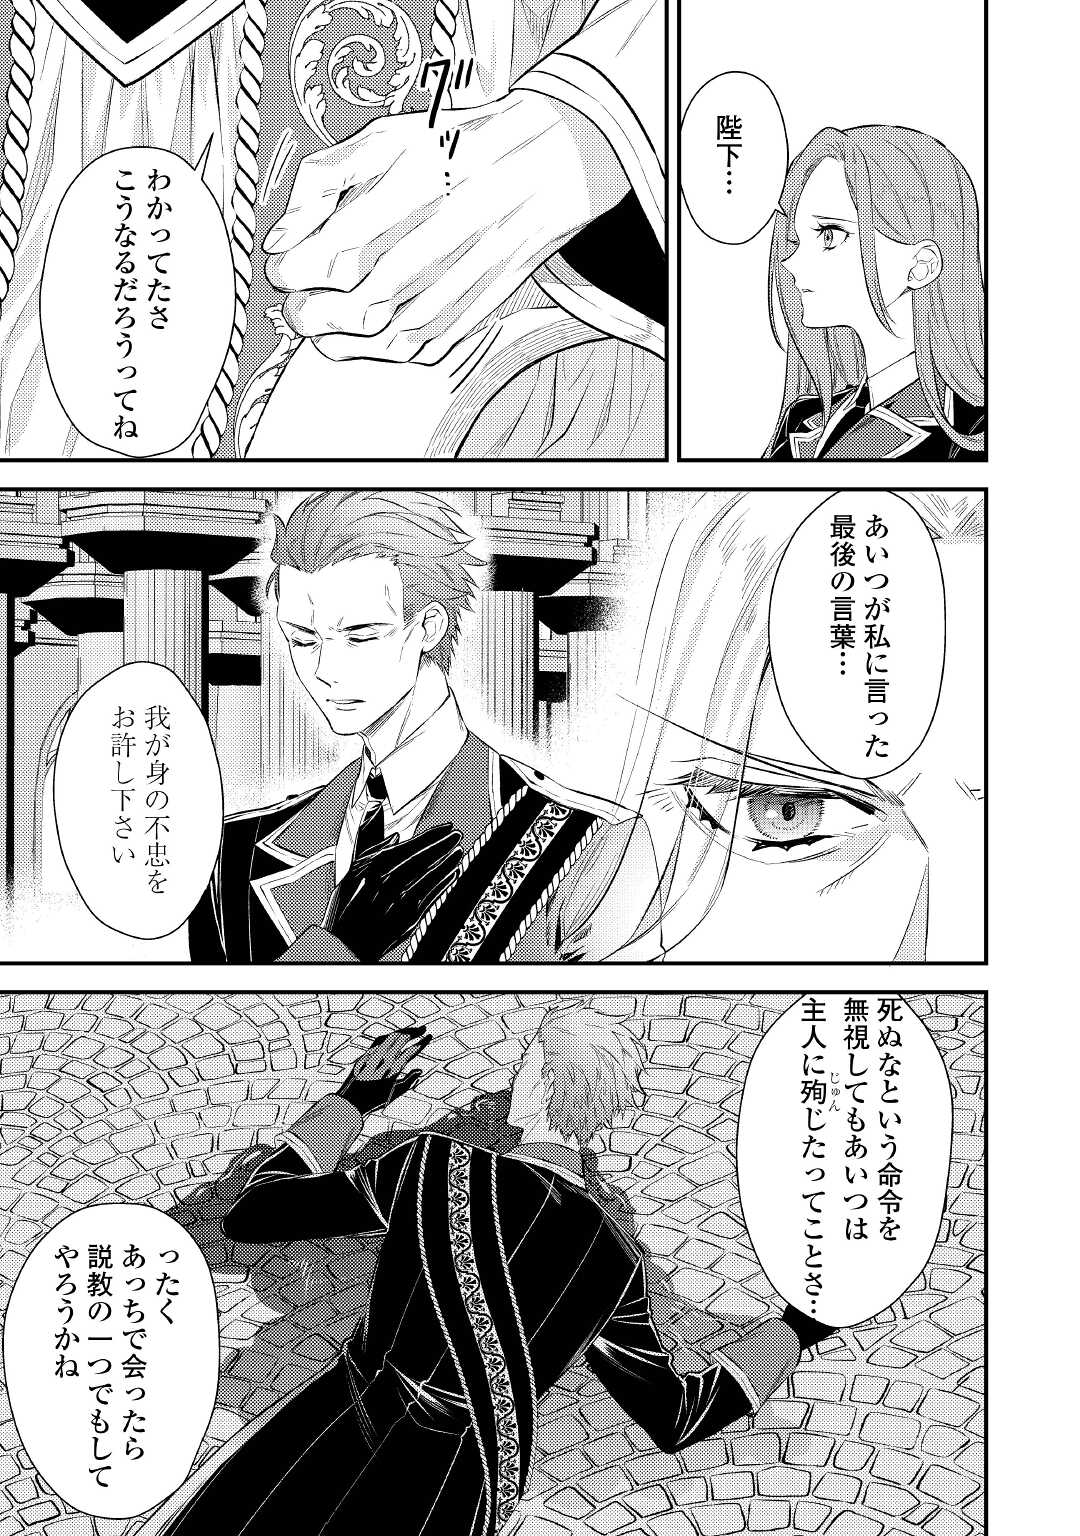 陛下…
グッ…
わかってたさ
こうなるだろうってね
あいつが私に言った
最後の言葉…
我が身の不忠を
お許し下さい
死ぬなという命令を
無視してもあいつは
主人に殉じたってことさ…
じゅん
ったく
あっちで会ったら
説教の一つでもして
やろうかね